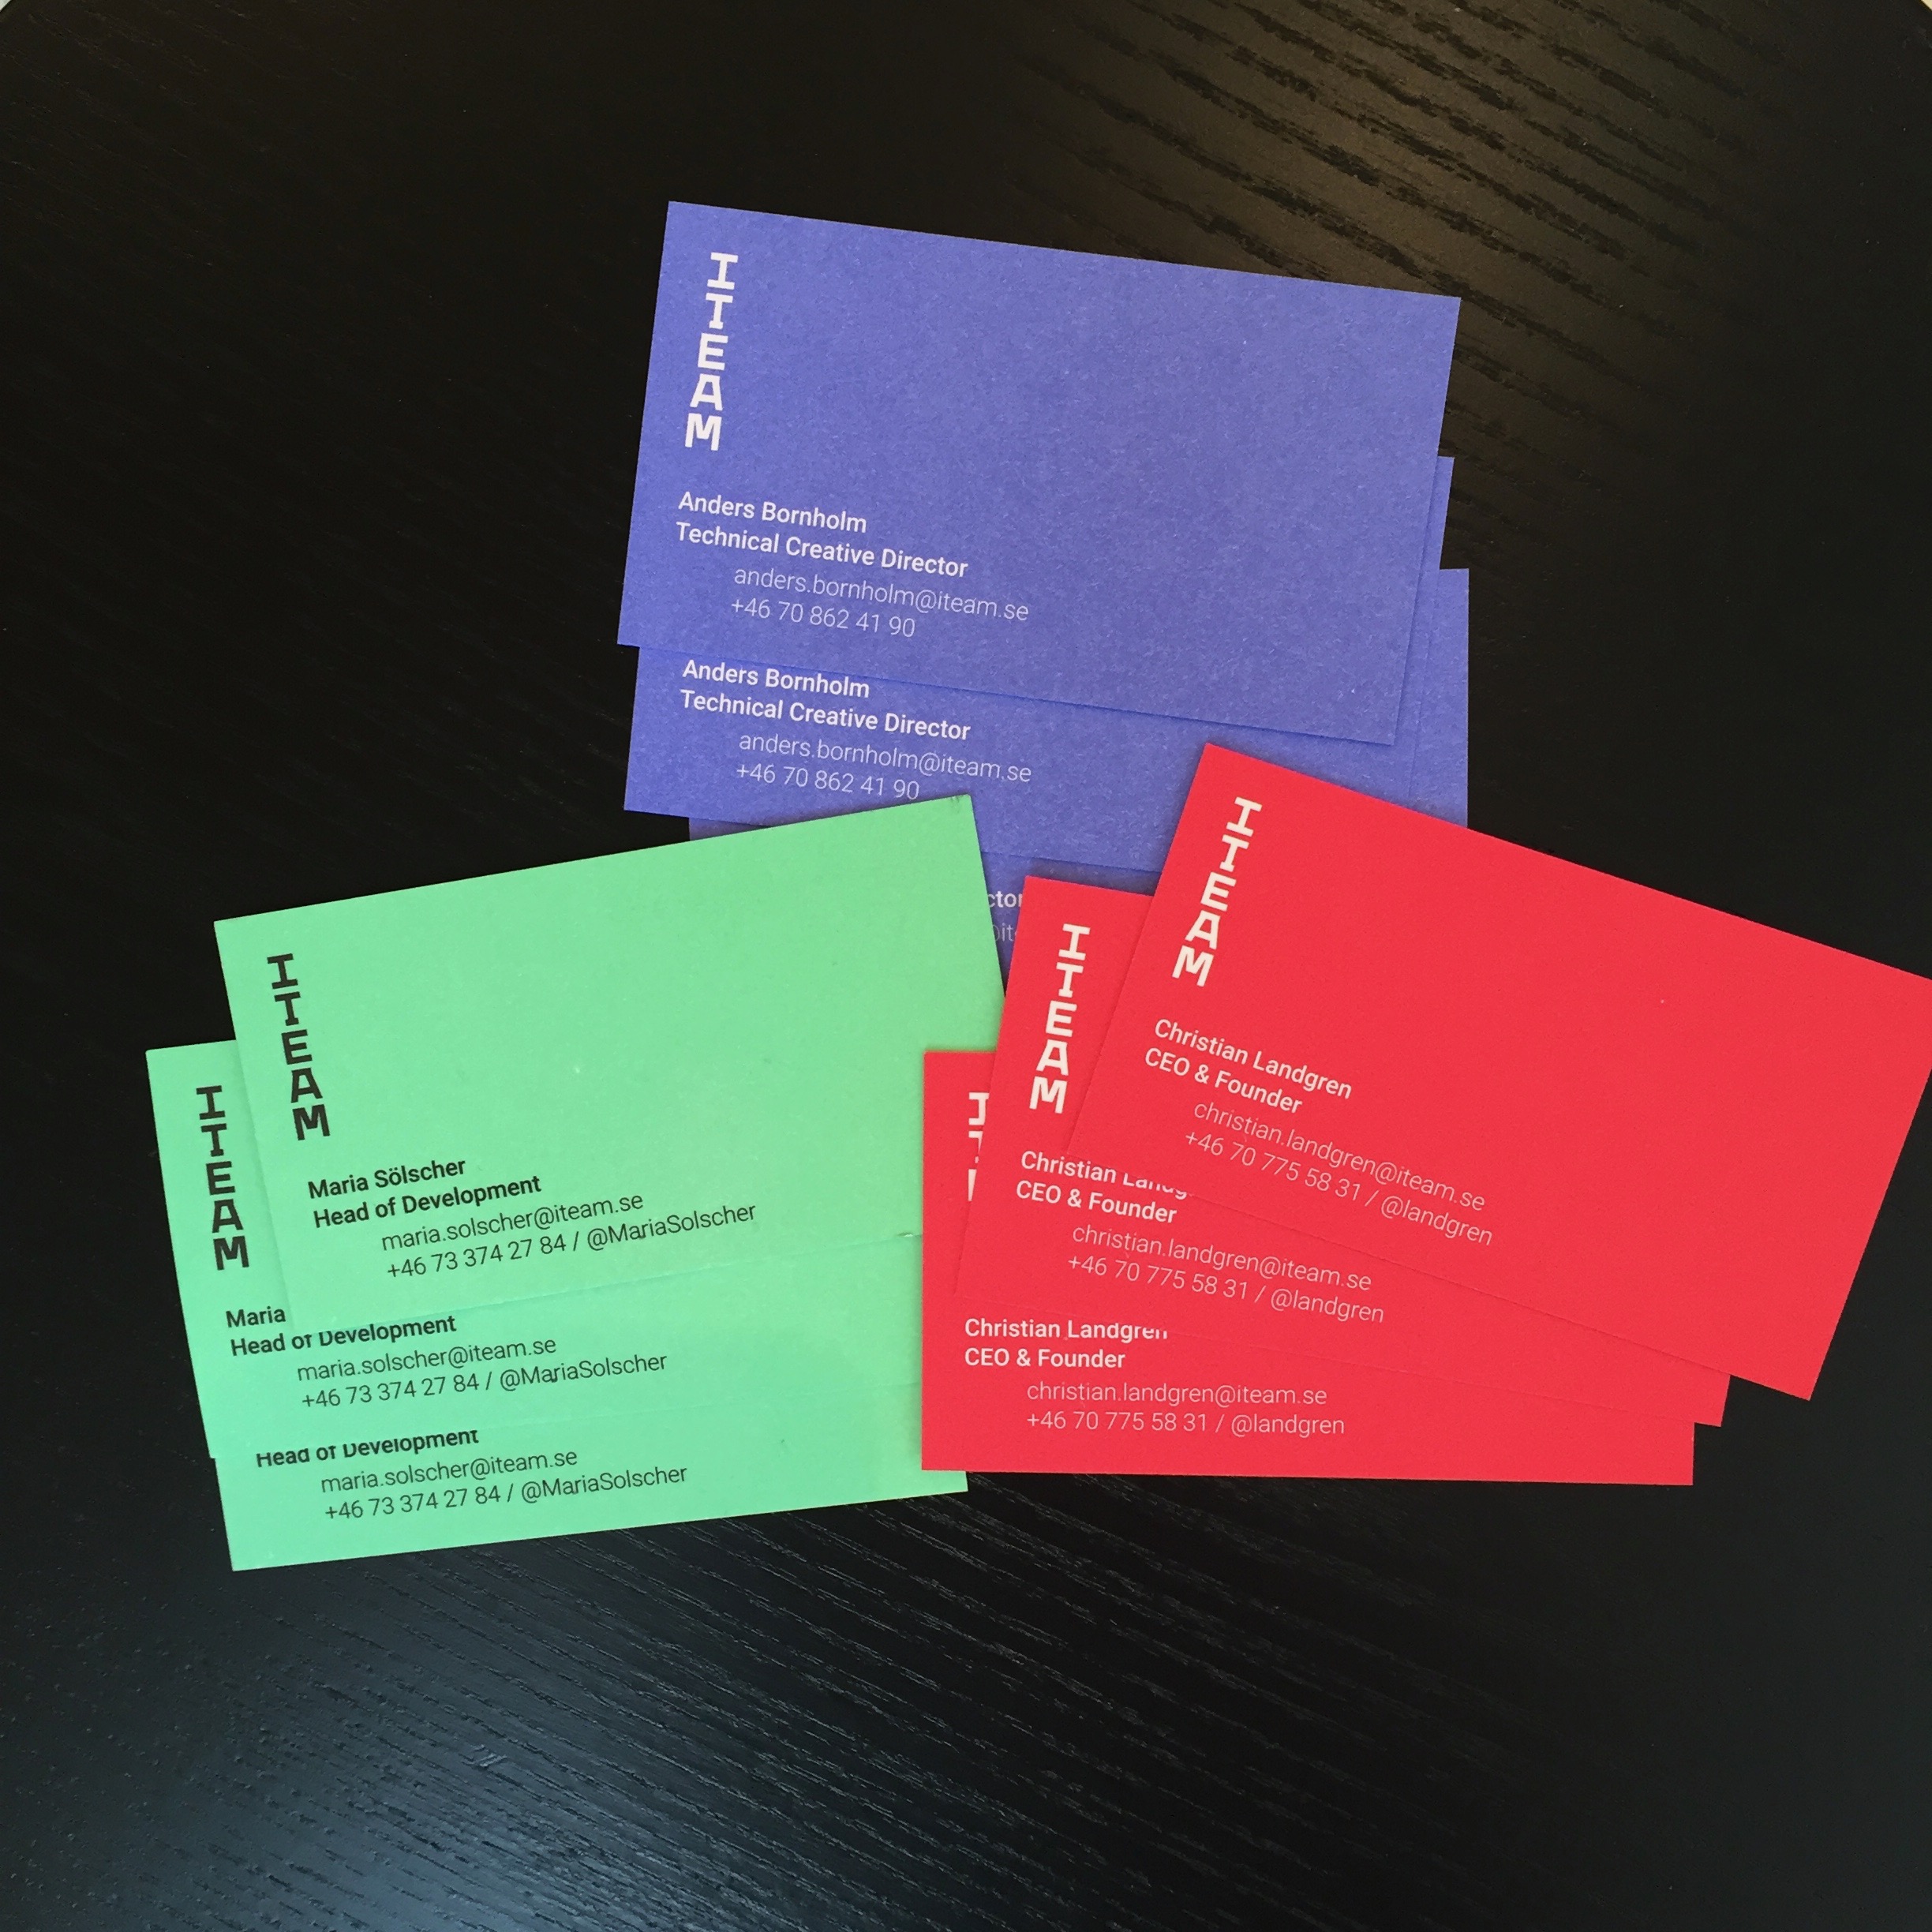 ITEAM
Anders Bornholm
Technical Creative Director
anders.bornholm@iteam.se
+46 70 862 41 90
Anders Bornholm
Technical Creative Director
anders.bornholm@iteam.se
+46 70 862 41 90
ITEAM
Maria Sölscher
Head of Development
maria.solscher@iteam.se
+46 73 374 27 84 / @MariaSolscher
ITEAM
Maria
Head of Development
maria.solscher@iteam.se
+46 73 374 27 84 / @MariaSolscher
Head of Development
maria.solscher@iteam.se
+46 73 374 27 84 / @MariaSolscher
ITEAM
Christian Landgren
CEO & Founder
christian.landgren@iteam.se
+46 70 775 58 31 / @landgren
ITEAM
Christian Landg
CEO & Founder
christian.landgren@iteam.se
+46 70 775 58 31 / @landgren
Christian Landgren
CEO & Founder
christian.landgren@iteam.se
+46 70 775 58 31 / @landgren